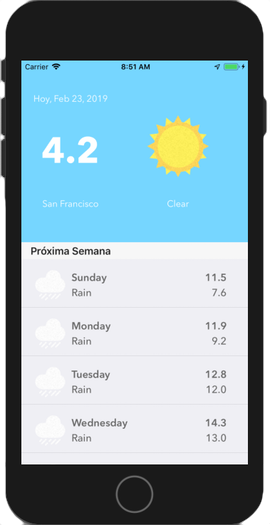 Carrier 8:51 AM
Hoy, Feb 23, 2019
4.2
San Francisco Clear
Próxima Semana
Sunday 11.5
Rain 7.6
Monday 11.9
Rain 9.2
Tuesday 12.8
Rain 12.0
Wednesday 14.3
Rain 13.0